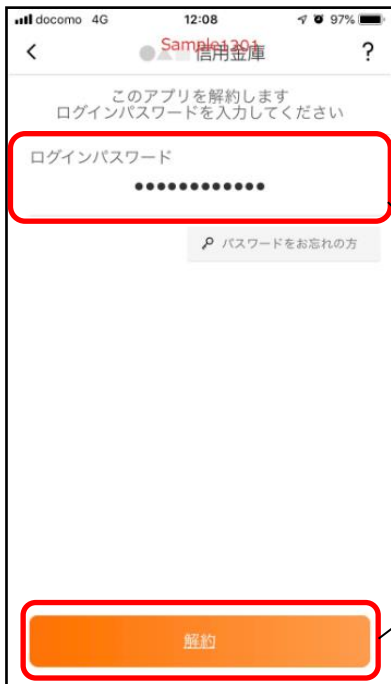 docomo 4G 12:08 97%
●▲■信用金庫 ?
Sample1301
このアプリを解約します
ログインパスワードを入力してください
ログインパスワード
●●●●●●●●●●●●
パスワードをお忘れの方
解約